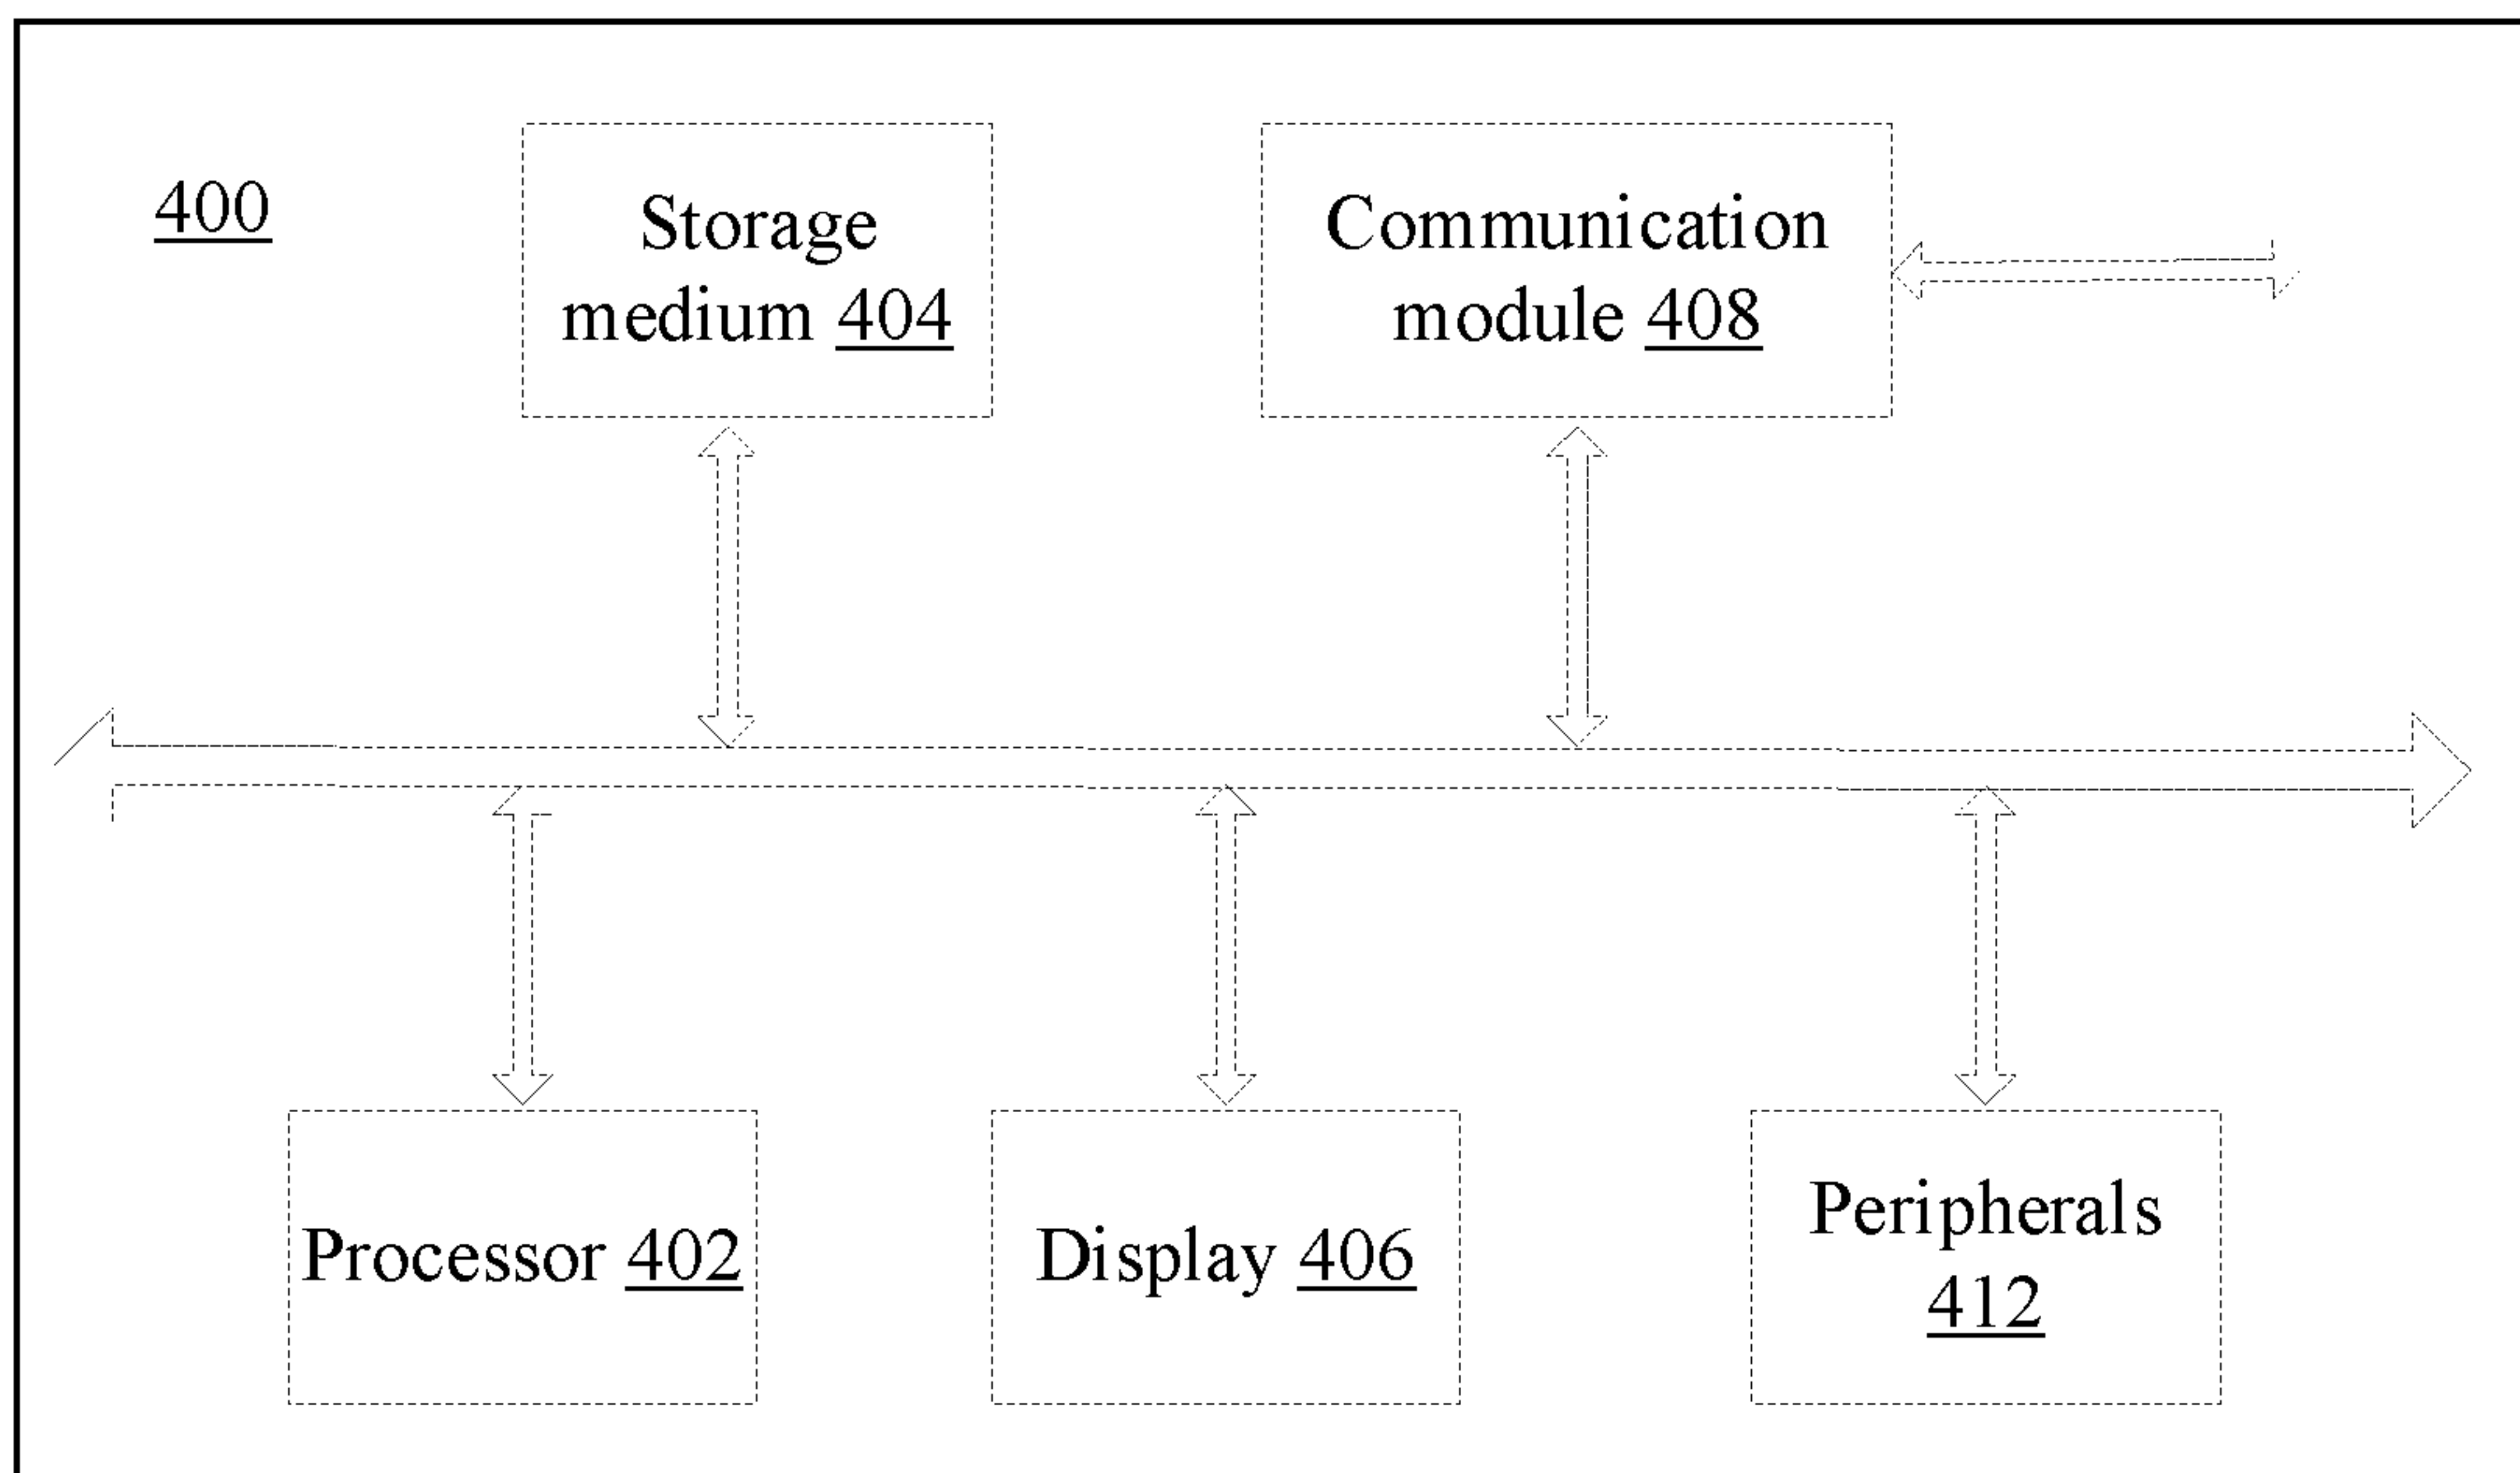 400
Storage
medium 404
Communication
module 408
Processor 402
Display 406
Peripherals
412